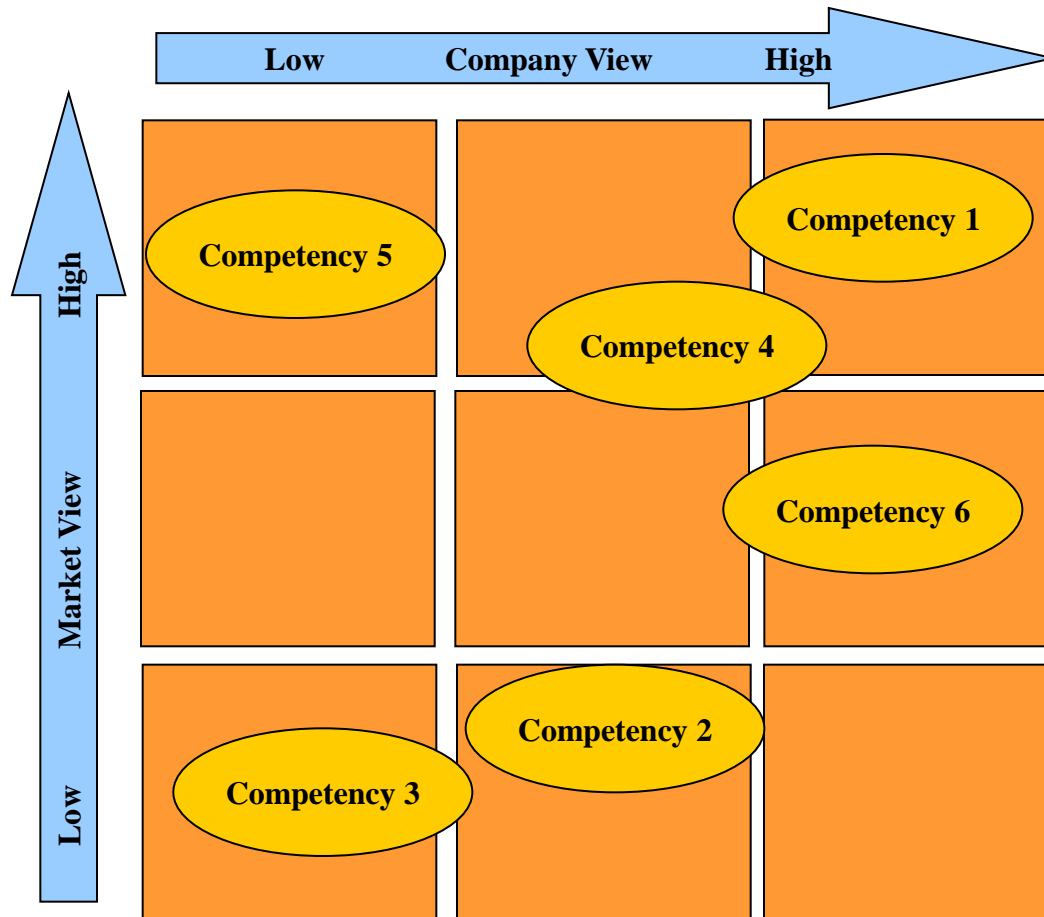 Low Company View High
High
Market View
Low
Competency 1
Competency 5
Competency 4
Competency 6
Competency 2
Competency 3